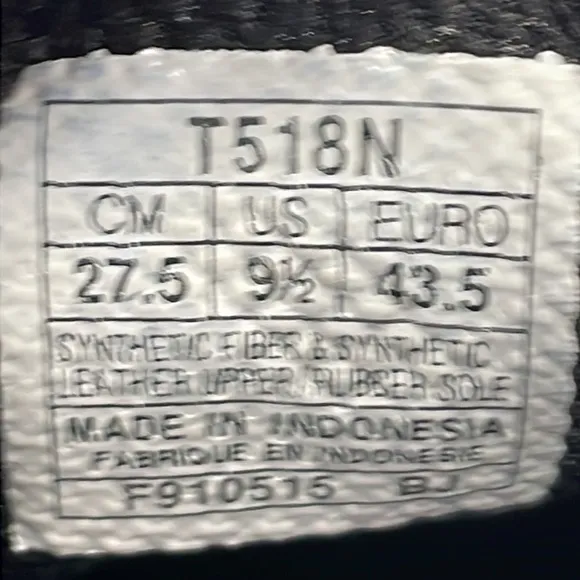 T518N
CM US EURO
27.5 9½ 43.5
SYNTHETIC FIBER & SYNTHETIC
LEATHER UPPER/RUBBER SOLE
MADE IN INDONESIA
FABRIQUE EN INDONESIE
F910515 BJ